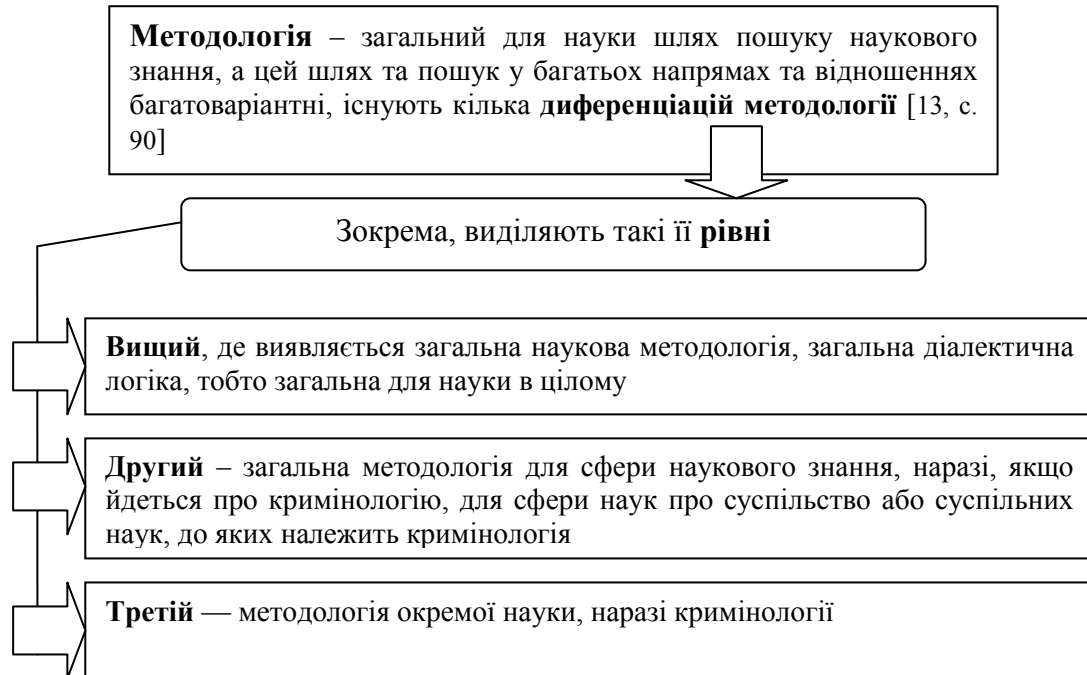 Методологія – загальний для науки шлях пошуку наукового
знання, а цей шлях та пошук у багатьох напрямах та відношеннях
багатоваріантні, існують кілька диференціацій методології [13, с.
90]
Зокрема, виділяють такі її рівні
Вищий, де виявляється загальна наукова методологія, загальна діалектична
логіка, тобто загальна для науки в цілому
Другий – загальна методологія для сфери наукового знання, наразі, якщо
йдеться про кримінологію, для сфери наук про суспільство або суспільних
наук, до яких належить кримінологія
Третій — методологія окремої науки, наразі кримінології